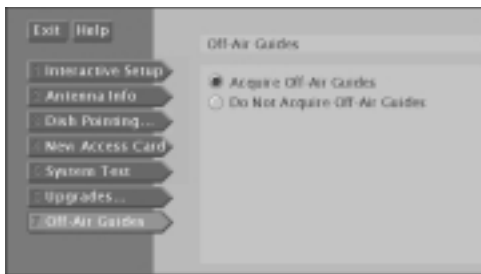 Exit Help
Off-Air Guides
Interactive Setup
Acquire Off-Air Guides
Antenna Info
Do Not Acquire Off-Air Guides
Dish Pointing...
New Access Card
System Test
Upgrades...
Off-Air Guides